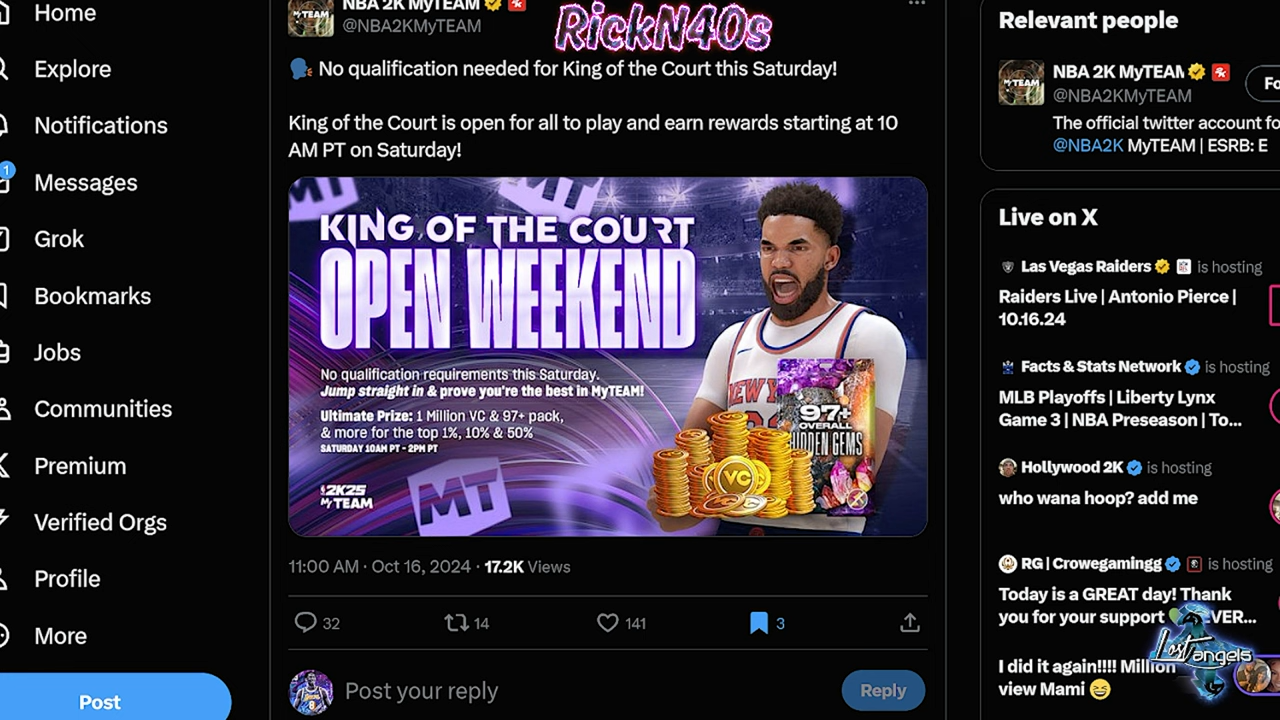 Home
Explore
Notifications
1
Messages
Grok
Bookmarks
Jobs
Communities
Premium
Verified Orgs
Profile
More
Post
NBA 2K MyTEAM
@NBA2KMyTEAM
RickN40s
No qualification needed for King of the Court this Saturday!
King of the Court is open for all to play and earn rewards starting at 10
AM PT on Saturday!
MT
MT
KING OF THE COURT
OPEN WEEKEND
No qualification requirements this Saturday.
Jump straight in & prove you're the best in MyTEAM!
Ultimate Prize: 1 Million VC & 97+ pack,
& more for the top 1%, 10% & 50%
SATURDAY 10AM PT - 2PM PT
2K25
MyTEAM
MT
NEW Y
97+
OVERALL
HIDDEN GEMS
VC
11:00 AM · Oct 16, 2024 · 17.2K Views
32
14
141
3
Post your reply
Reply
Relevant people
NBA 2K MyTEAM
@NBA2KMyTEAM
Fo
The official twitter account fo
@NBA2K MyTEAM | ESRB: E
Live on X
Las Vegas Raiders is hosting
Raiders Live | Antonio Pierce |
10.16.24
Facts & Stats Network is hosting
MLB Playoffs | Liberty Lynx
Game 3 | NBA Preseason | To...
Hollywood 2K is hosting
who wana hoop? add me
RG | Crowegamingg is hosting
Today is a GREAT day! Thank
you for your support VER...
I did it again!!!! Million
view Mami
Lost angels